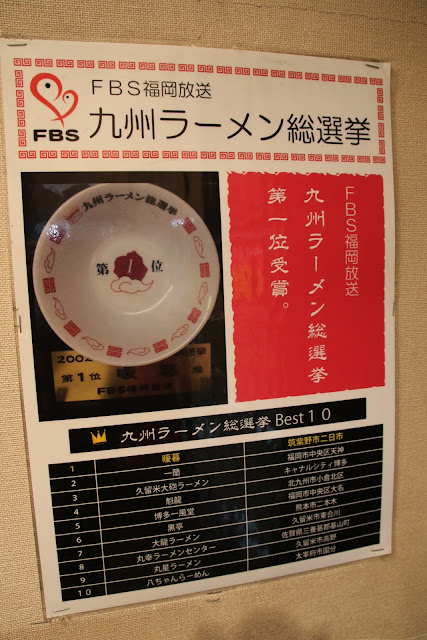 FBS
FBS福岡放送
九州ラーメン総選挙
九州ラーメン総選挙
第1位
2002
第1位 暖暮
FBS福岡放送
FBS福岡放送
九州ラーメン総選挙
第一位受賞。
九州ラーメン総選挙 Best10
1 暖暮 筑紫野市二日市
2 一蘭 福岡市中央区天神
3 久留米大砲ラーメン キャナルシティ博多
4 魁龍 北九州市小倉北区
5 博多一風堂 福岡市中央区大名
6 黒亭 熊本市二本木
7 大龍ラーメン 久留米市東合川
8 丸幸ラーメンセンター 佐賀県三養基郡基山町
9 丸星ラーメン 久留米市高野
10 八ちゃんらーめん 太宰府市国分